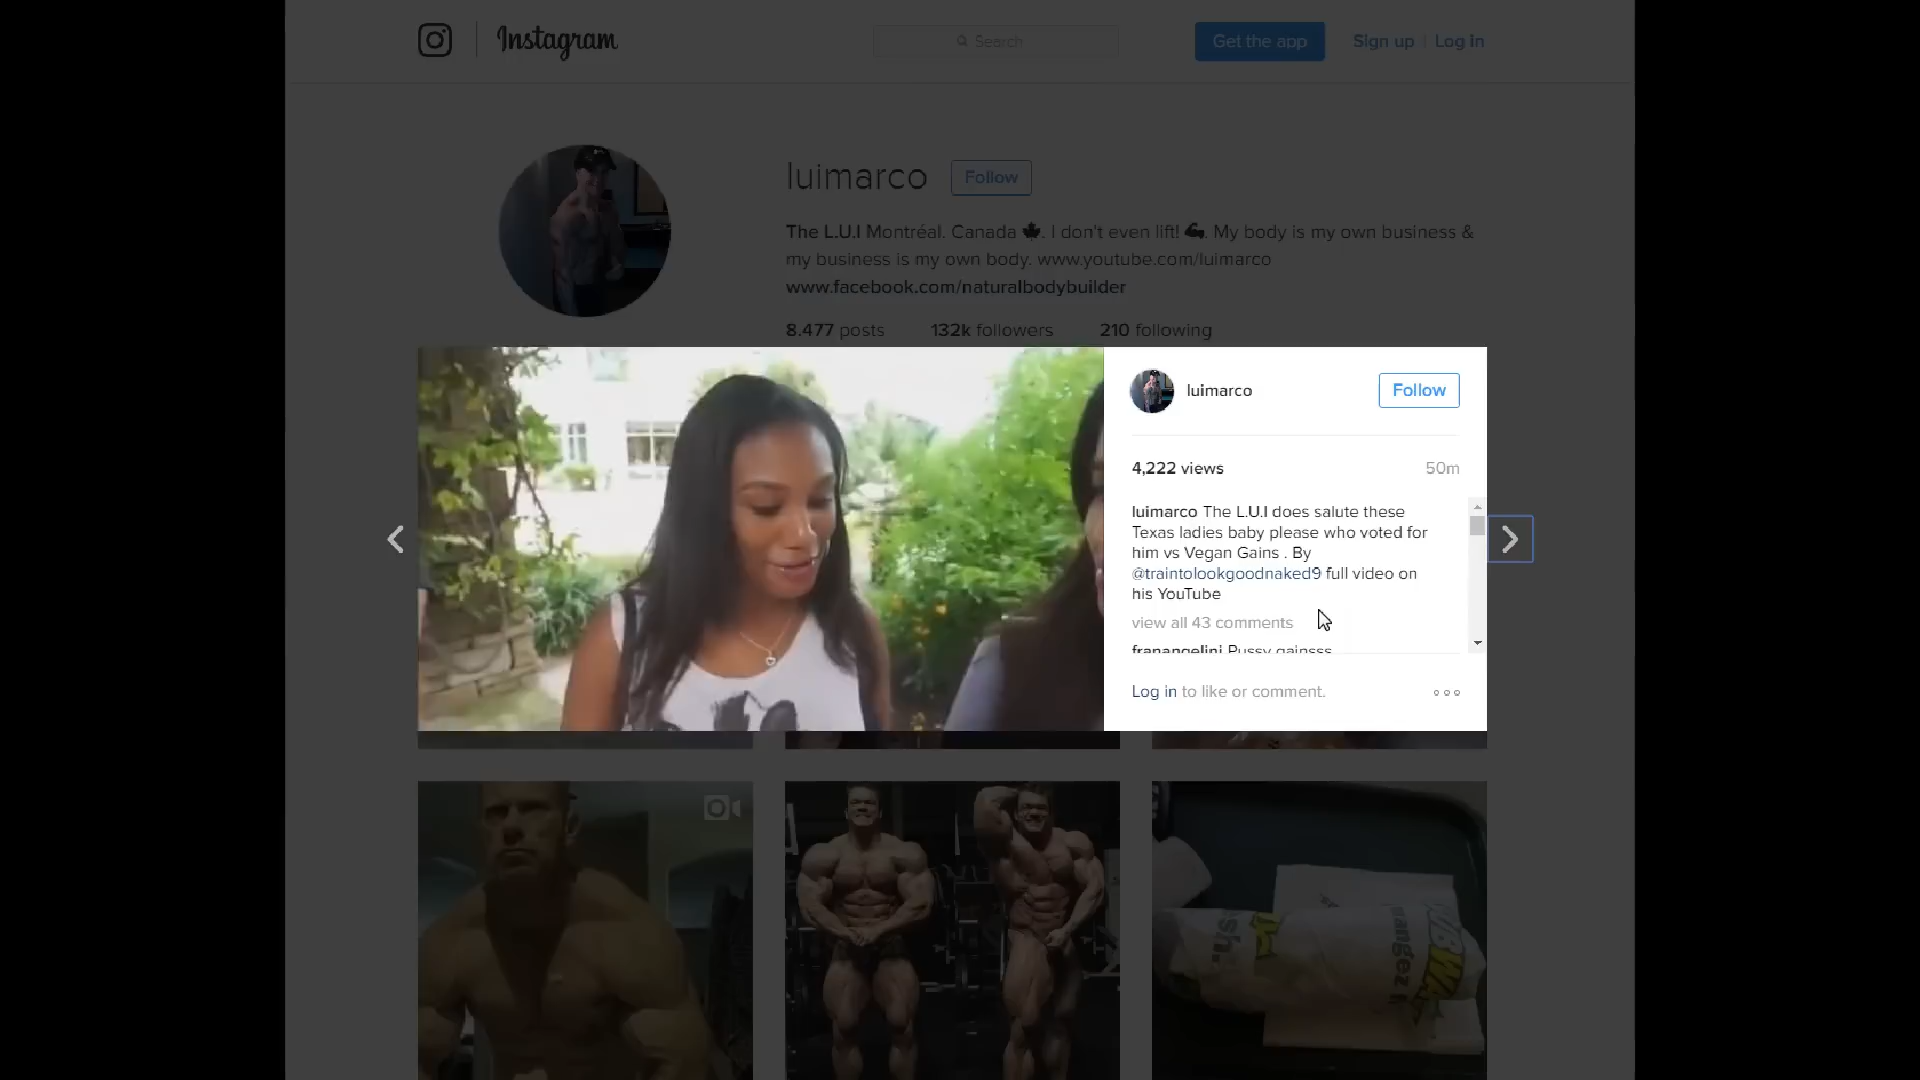 Instagram
Search
Get the app
Sign up | Log in
luimarco
Follow
The L.U.I Montréal. Canada 🍁. I don't even lift! 💪. My body is my own business &
my business is my own body. www.youtube.com/luimarco
www.facebook.com/naturalbodybuilder
8,477 posts 132k followers 210 following
luimarco
Follow
4,222 views
50m
luimarco The L.U.I does salute these
Texas ladies baby please who voted for
him vs Vegan Gains . By
@traintolookgoodnaked9 full video on
his YouTube
view all 43 comments
franangelini Pussy gainsss
Log in to like or comment.